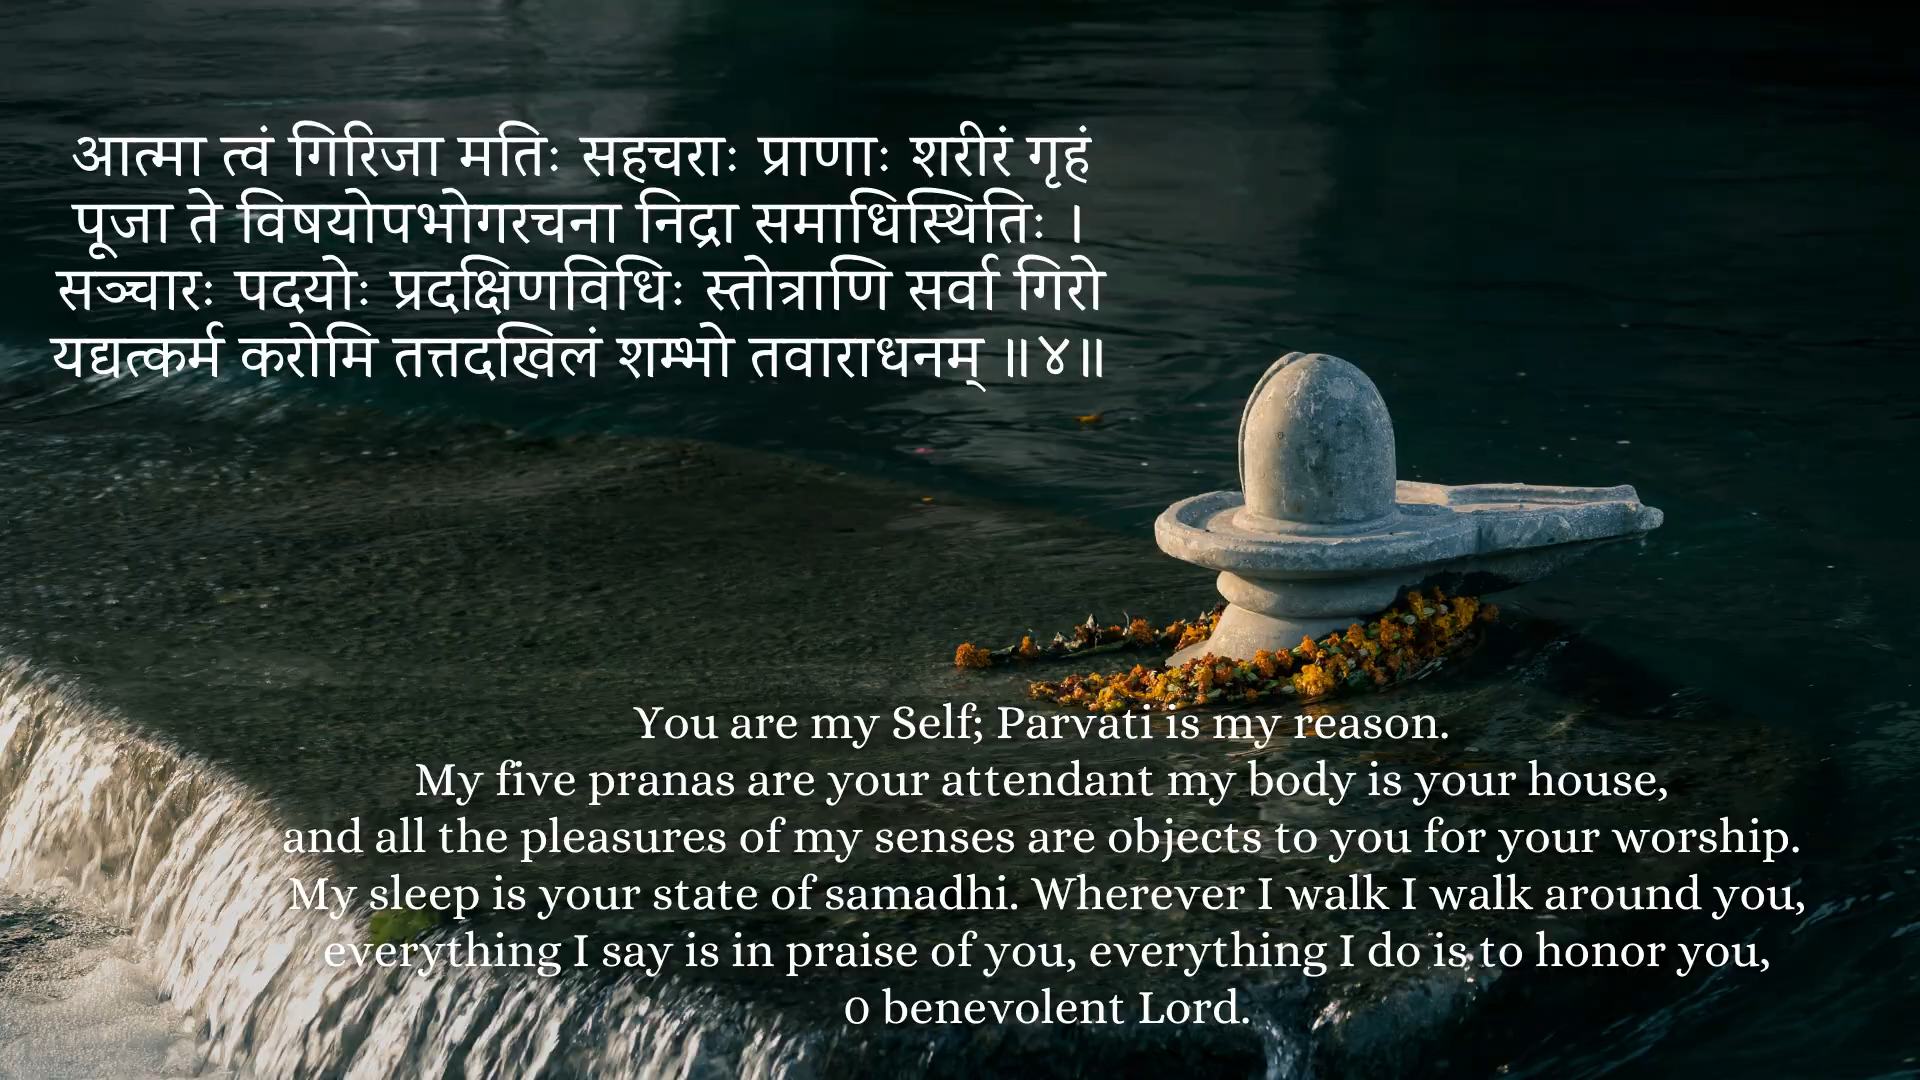 आत्मा त्वं गिरिजा मतिः सहचराः प्राणाः शरीरं गृहं
पूजा ते विषयोपभोगरचना निद्रा समाधिस्थितिः ।
सञ्चारः पदयोः प्रदक्षिणविधिः स्तोत्राणि सर्वा गिरो
यद्यत्कर्म करोमि तत्तदखिलं शम्भो तवाराधनम् ॥४॥
You are my Self; Parvati is my reason.
My five pranas are your attendant my body is your house,
and all the pleasures of my senses are objects to you for your worship.
My sleep is your state of samadhi. Wherever I walk I walk around you,
everything I say is in praise of you, everything I do is to honor you,
0 benevolent Lord.